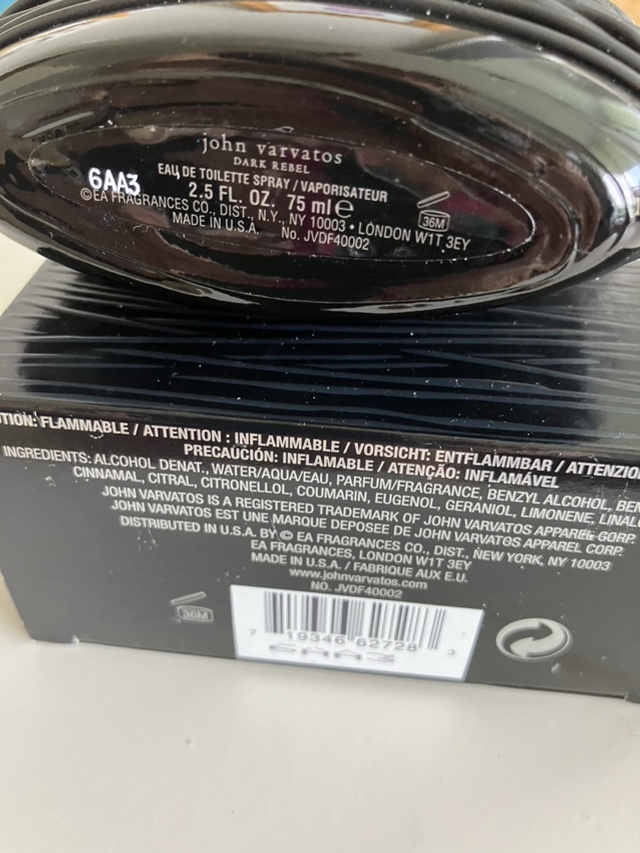 john varvatos
DARK REBEL
EAU DE TOILETTE SPRAY / VAPORISATEUR
6AA3
2.5 FL. OZ. 75 ml e
©EA FRAGRANCES CO., DIST., N.Y., NY 10003 • LONDON W1T 3EY
MADE IN U.S.A. No. JVDF40002
36M
TION: FLAMMABLE / ATTENTION : INFLAMMABLE / VORSICHT: ENTFLAMMBAR / ATTENZIO
PRECAUCIÓN: INFLAMABLE / ATENÇÃO: INFLAMÁVEL
INGREDIENTS: ALCOHOL DENAT., WATER/AQUA/EAU, PARFUM/FRAGRANCE, BENZYL ALCOHOL, BEN
CINNAMAL, CITRAL, CITRONELLOL, COUMARIN, EUGENOL, GERANIOL, LIMONENE, LINAL
JOHN VARVATOS IS A REGISTERED TRADEMARK OF JOHN VARVATOS APPAREL CORP.
JOHN VARVATOS EST UNE MARQUE DEPOSEE DE JOHN VARVATOS APPAREL CORP.
DISTRIBUTED IN U.S.A. BY © EA FRAGRANCES CO., DIST., NEW YORK, NY 10003
EA FRAGRANCES, LONDON W1T 3EY
MADE IN U.S.A. / FABRIQUE AUX E.U.
www.johnvarvatos.com
NO. JVDF40002
36M
7 19346 62728 3